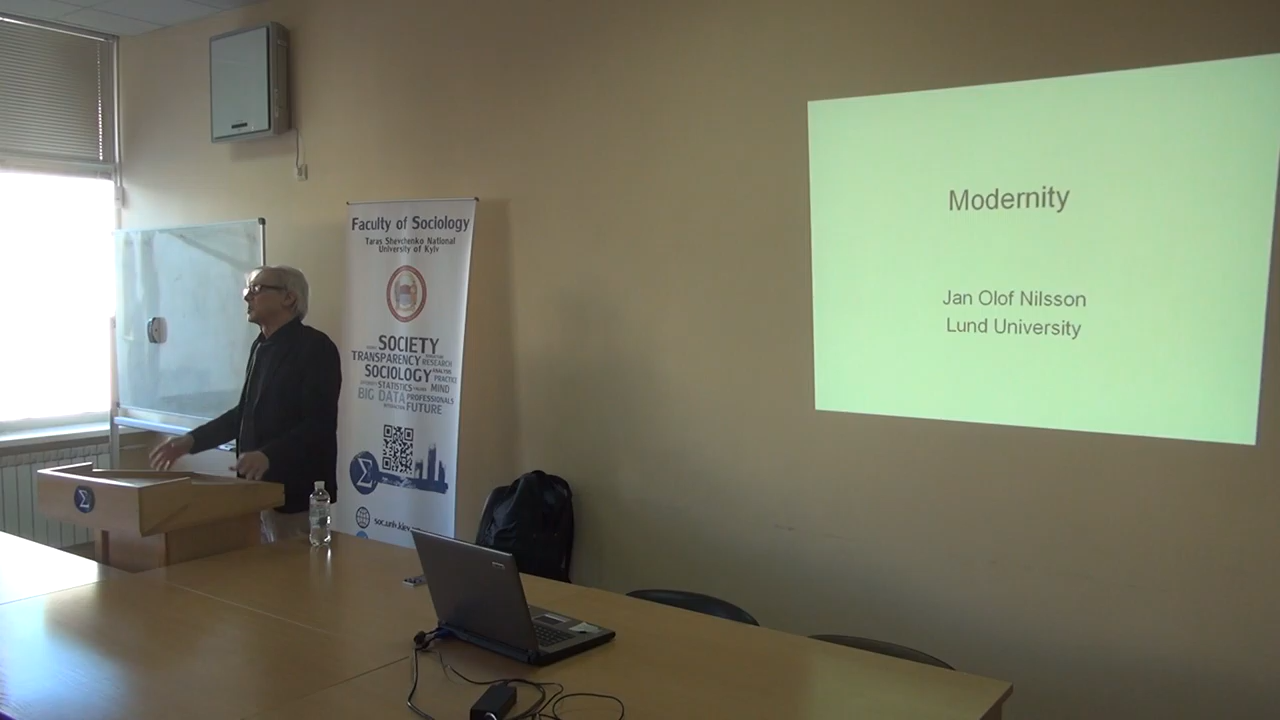 Faculty of Sociology
Taras Shevchenko National
University of Kyiv
SOCIETY
TRANSPARENCY RESEARCH
SOCIOLOGY
PRACTICE
STATISTICS MIND
BIG DATA PROFESSIONALS
FUTURE
Σ
Σ
Modernity
Jan Olof Nilsson
Lund University